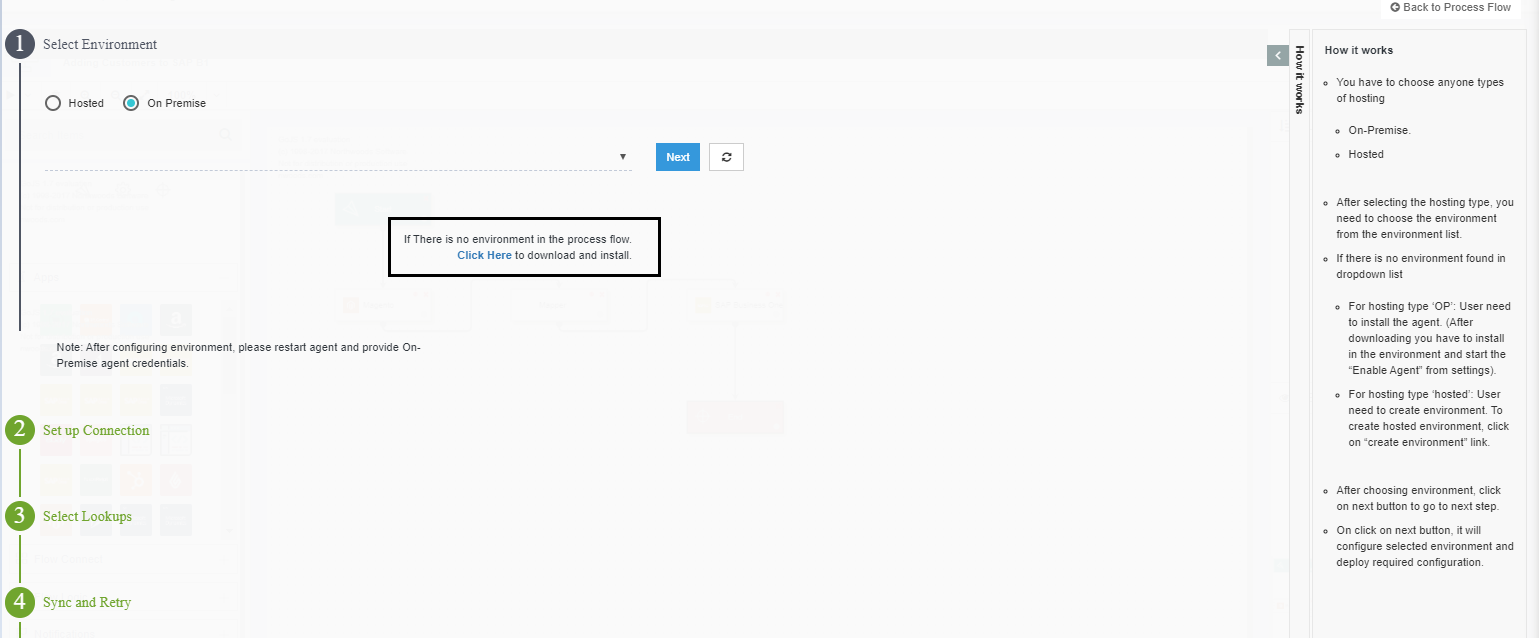 Back to Process Flow
1 Select Environment
Hosted On Premise
Next
If There is no environment in the process flow.
Click Here to download and install.
Note: After configuring environment, please restart agent and provide On-
Premise agent credentials.
2 Set up Connection
3 Select Lookups
4 Sync and Retry
How it works
How it works
You have to choose anyone types
of hosting
On-Premise.
Hosted
After selecting the hosting type, you
need to choose the environment
from the environment list.
If there is no environment found in
dropdown list
For hosting type ‘OP’: User need
to install the agent. (After
downloading you have to install
in the environment and start the
“Enable Agent” from settings).
For hosting type ‘hosted’: User
need to create environment. To
create hosted environment, click
on “create environment” link.
After choosing environment, click
on next button to go to next step.
On click on next button, it will
configure selected environment and
deploy required configuration.